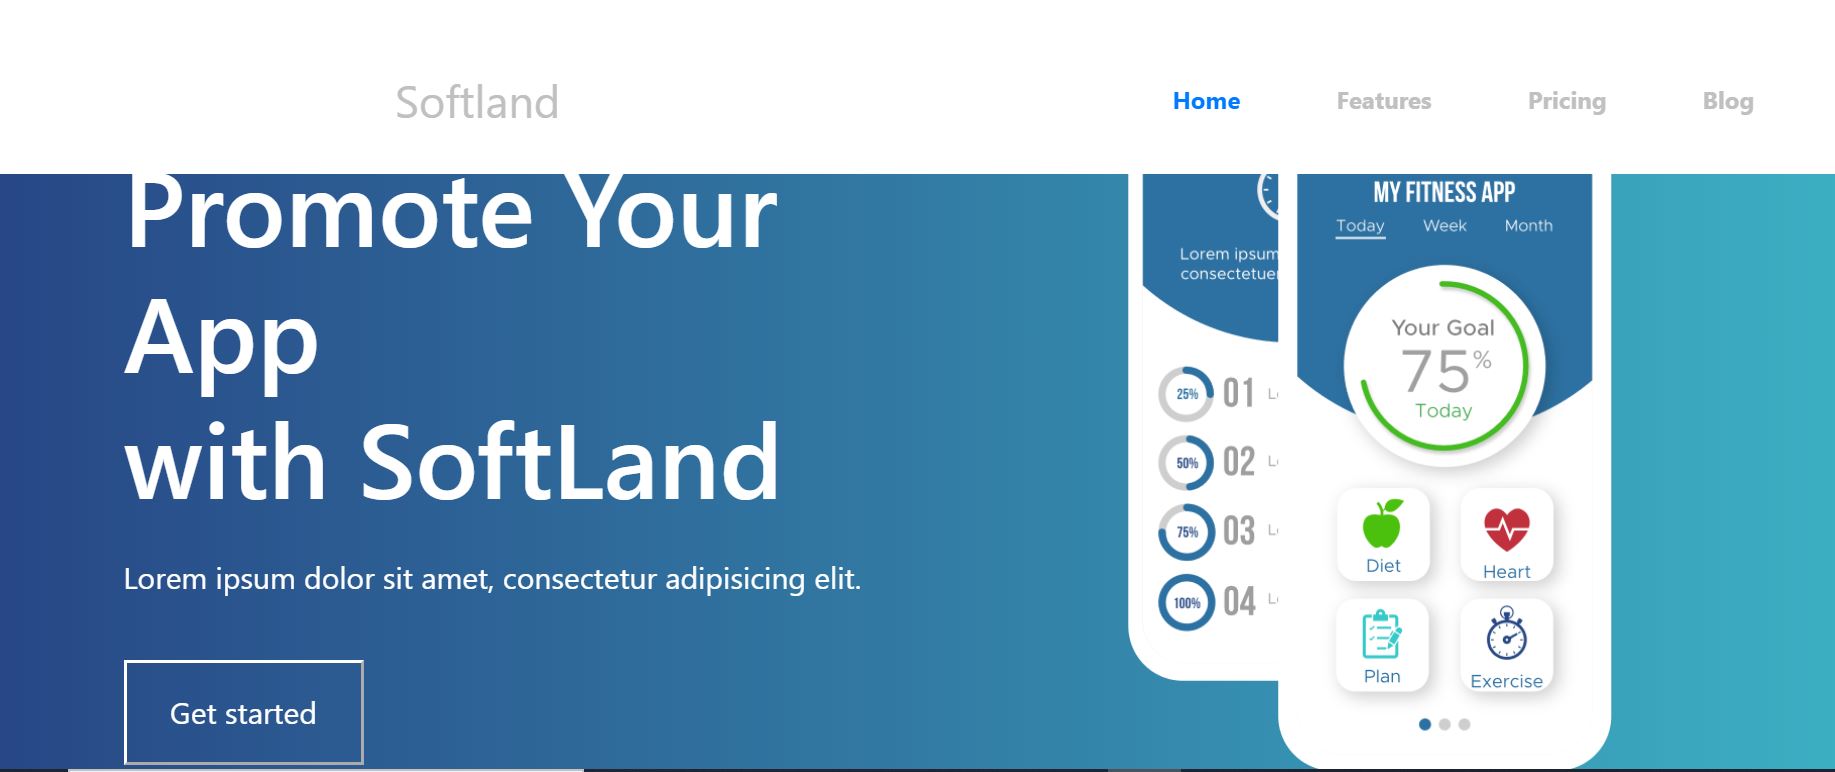 Softland
Home Features Pricing Blog
Promote Your
App
with SoftLand
Lorem ipsum dolor sit amet, consectetur adipisicing elit.
Get started
Lorem ipsum
25% 01
50% 02
75% 03
100% 04
MY FITNESS APP
Today Week Month
Your Goal
75%
Today
Diet Heart
Plan Exercise